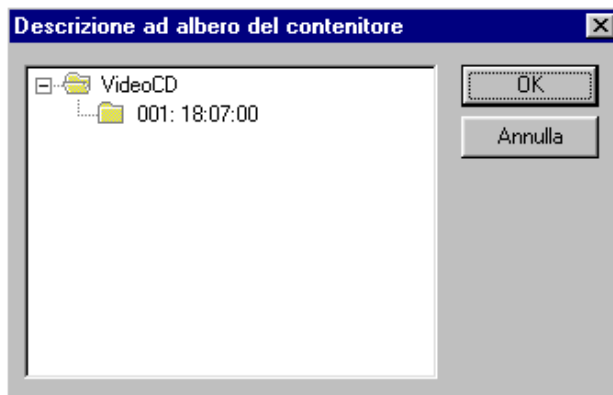 Descrizione ad albero del contenitore
VideoCD
001: 18:07:00
OK
Annulla